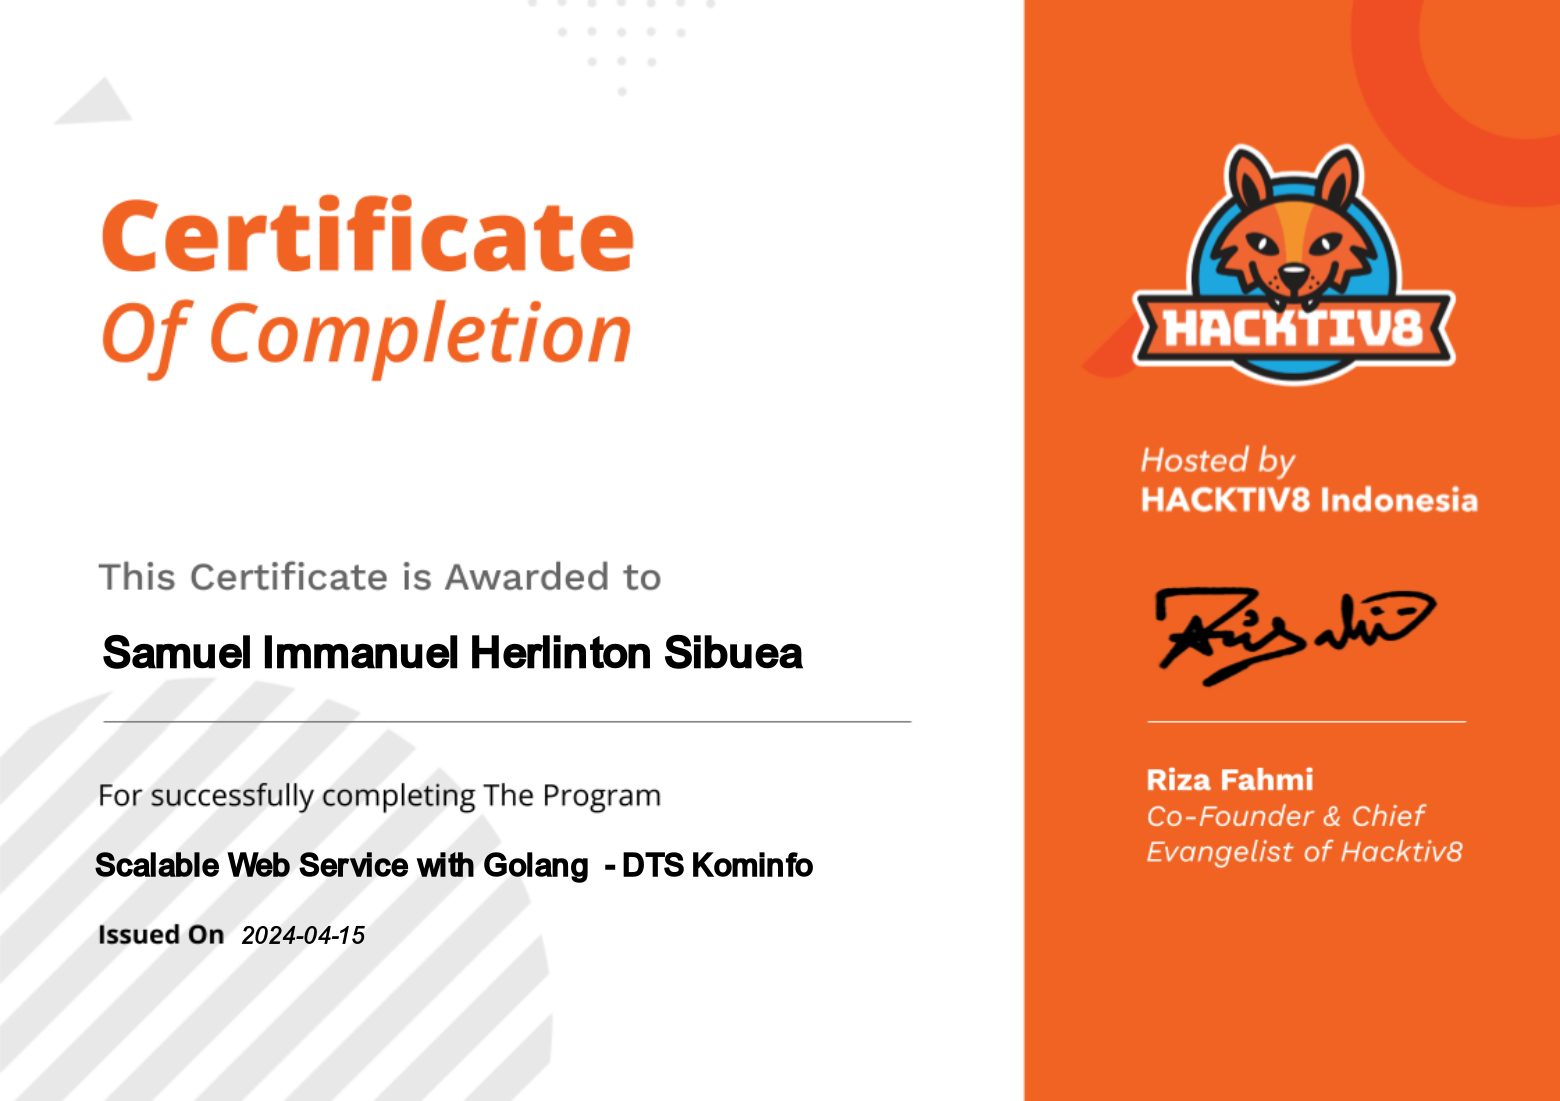 Certificate
Of Completion
This Certificate is Awarded to
Samuel Immanuel Herlinton Sibuea
For successfully completing The Program
Scalable Web Service with Golang - DTS Kominfo
Issued On 2024-04-15
HACKTIV8
Hosted by
HACKTIV8 Indonesia
Riza Fahmi
Co-Founder & Chief
Evangelist of Hacktiv8